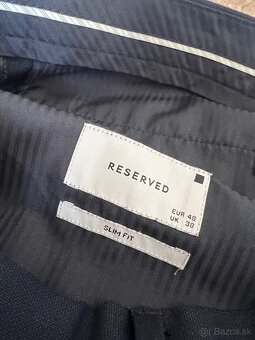 RESERVED
EUR 48
UK 38
SLIM FIT
© bazos.sk